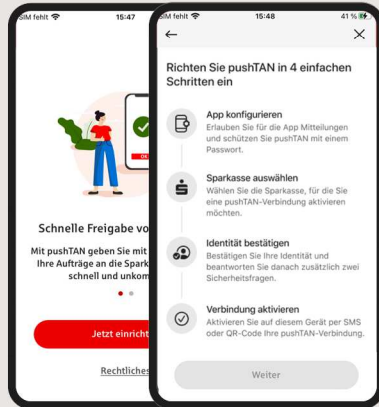 SIM fehlt
15:47
Schnelle Freigabe vo
Mit pushTAN geben Sie mit
Ihre Aufträge an die Spark
schnell und unkom
Jetzt einricht
Rechtliches
SIM fehlt
15:48
41 %
Richten Sie pushTAN in 4 einfachen
Schritten ein
App konfigurieren
Erlauben Sie für die App Mitteilungen
und schützen Sie pushTAN mit einem
Passwort.
Sparkasse auswählen
Wählen Sie die Sparkasse, für die Sie
eine pushTAN-Verbindung aktivieren
möchten.
Identität bestätigen
Bestätigen Sie Ihre Identität und
beantworten Sie danach zusätzlich zwei
Sicherheitsfragen.
Verbindung aktivieren
Aktivieren Sie auf diesem Gerät per SMS
oder QR-Code Ihre pushTAN-Verbindung.
Weiter